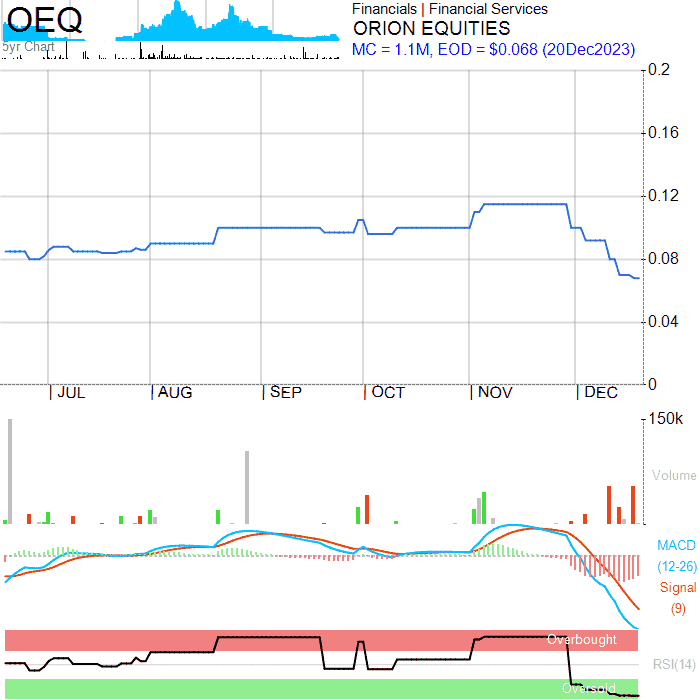 OEQ
5yr Chart
Financials | Financial Services
ORION EQUITIES
MC = 1.1M, EOD = $0.068 (20Dec2023)
0.2
0.16
0.12
0.08
0.04
0
JUL AUG SEP OCT NOV DEC
150k
Volume
MACD
(12-26)
Signal
(9)
Overbought
RSI(14)
Oversold